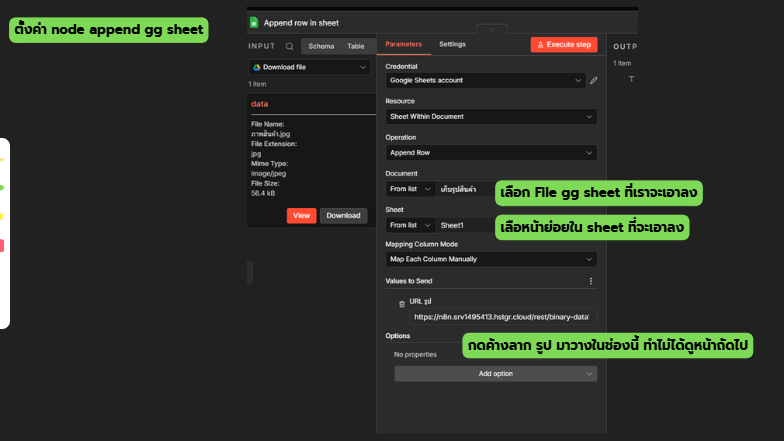 ตั้งค่า node append gg sheet
Append row in sheet
INPUT
Schema
Table
Parameters
Settings
Execute step
OUTP
Download file
1 item
1 item
T
data
File Name:
ภาพสินค้า.jpg
File Extension:
jpg
Mime Type:
image/jpeg
File Size:
56.4 kB
View
Download
Credential
Google Sheets account
Resource
Sheet Within Document
Operation
Append Row
Document
From list
เก็บรูปสินค้า
เลือก File gg sheet ที่เราจะเอาลง
Sheet
From list
Sheet1
เลือหน้าย่อยใน sheet ที่จะเอาลง
Mapping Column Mode
Map Each Column Manually
Values to Send
URL รูป
https://n8n.srv1495413.hstgr.cloud/rest/binary-data'
Options
กดค้างลาก รูป มาวางในช่องนี้ ทำไม่ได้ดูหน้าถัดไป
No properties
Add option